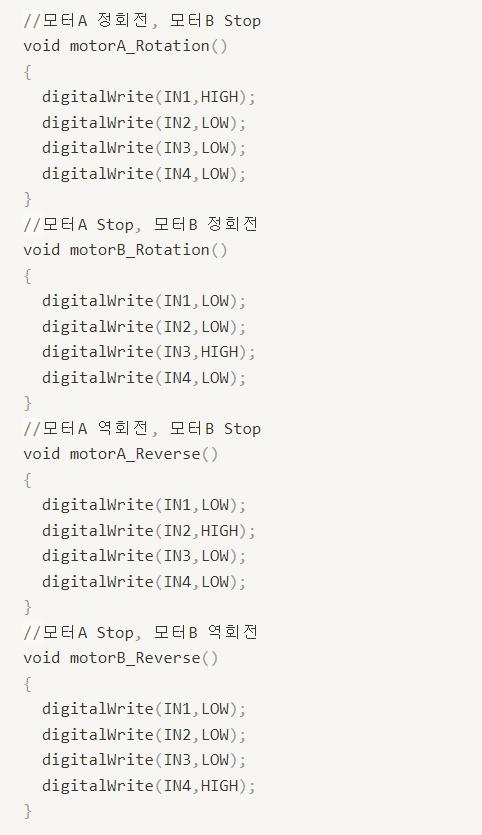 //모터A 정회전, 모터B Stop
void motorA_Rotation()
{
  digitalWrite(IN1,HIGH);
  digitalWrite(IN2,LOW);
  digitalWrite(IN3,LOW);
  digitalWrite(IN4,LOW);
}
//모터A Stop, 모터B 정회전
void motorB_Rotation()
{
  digitalWrite(IN1,LOW);
  digitalWrite(IN2,LOW);
  digitalWrite(IN3,HIGH);
  digitalWrite(IN4,LOW);
}
//모터A 역회전, 모터B Stop
void motorA_Reverse()
{
  digitalWrite(IN1,LOW);
  digitalWrite(IN2,HIGH);
  digitalWrite(IN3,LOW);
  digitalWrite(IN4,LOW);
}
//모터A Stop, 모터B 역회전
void motorB_Reverse()
{
  digitalWrite(IN1,LOW);
  digitalWrite(IN2,LOW);
  digitalWrite(IN3,LOW);
  digitalWrite(IN4,HIGH);
}